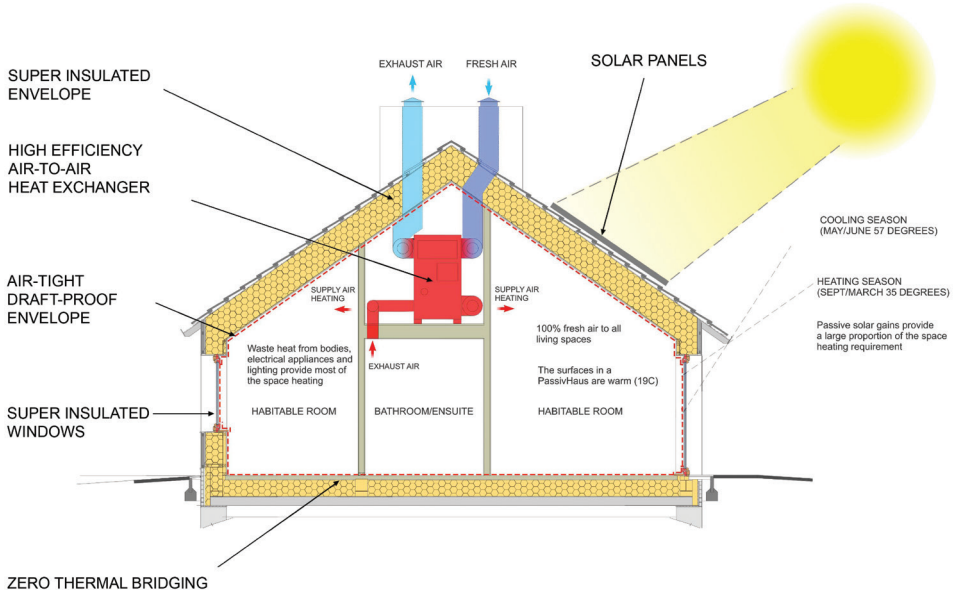 SUPER INSULATED
ENVELOPE
HIGH EFFICIENCY
AIR-TO-AIR
HEAT EXCHANGER
AIR-TIGHT
DRAFT-PROOF
ENVELOPE
SUPER INSULATED
WINDOWS
ZERO THERMAL BRIDGING
EXHAUST AIR
FRESH AIR
SOLAR PANELS
SUPPLY AIR
HEATING
SUPPLY AIR
HEATING
EXHAUST AIR
Waste heat from bodies,
electrical appliances and
lighting provide most of
the space heating
HABITABLE ROOM
BATHROOM/ENSUITE
100% fresh air to all
living spaces
The surfaces in a
PassivHaus are warm (19C)
HABITABLE ROOM
COOLING SEASON
(MAY/JUNE 57 DEGREES)
HEATING SEASON
(SEPT/MARCH 35 DEGREES)
Passive solar gains provide
a large proportion of the space
heating requirement